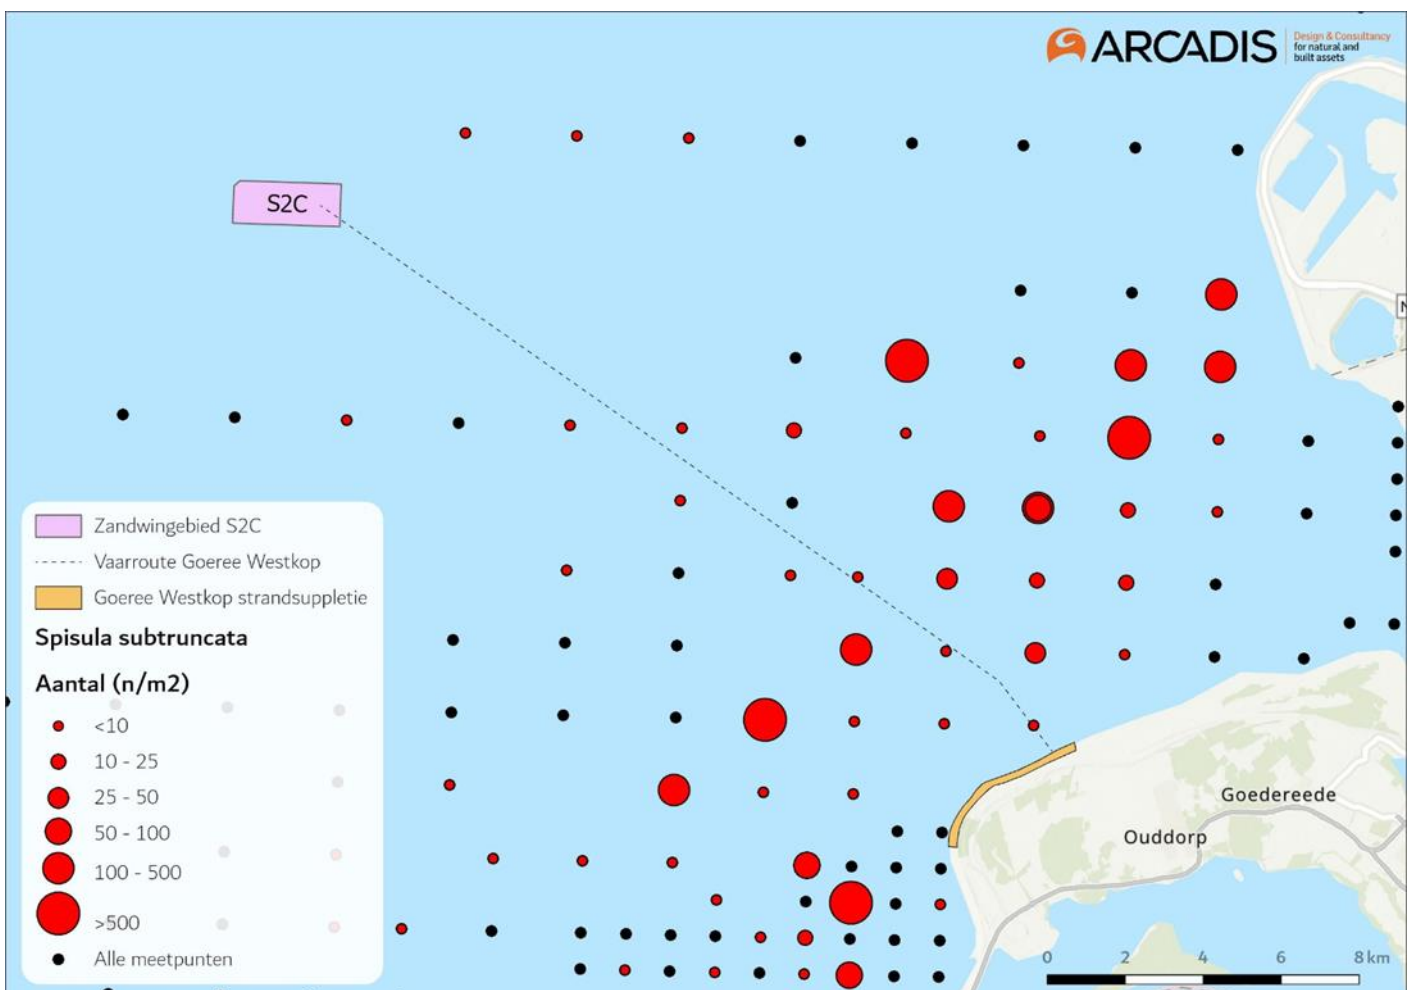 ARCADIS
Design & Consultancy
for natural and
built assets
S2C
N
Zandwingebied S2C
Vaarroute Goeree Westkop
Goeree Westkop strandsuppletie
Spisula subtruncata
Aantal (n/m2)
<10
10 - 25
25 - 50
50 - 100
100 - 500
>500
Alle meetpunten
Goedereede
Ouddorp
0 2 4 6 8 km